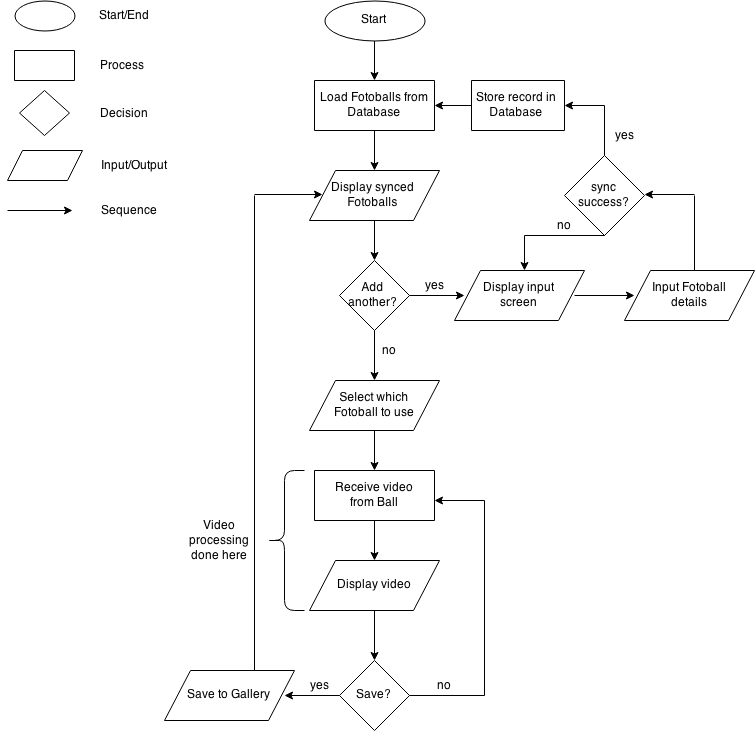 Start/End
Process
Decision
Input/Output
Sequence
Start
Load Fotoballs from
Database
Store record in
Database
yes
sync
success?
no
Display synced
Fotoballs
Add
another?
yes
Display input
screen
Input Fotoball
details
no
Select which
Fotoball to use
Receive video
from Ball
Video
processing
done here
Display video
Save?
yes
no
Save to Gallery